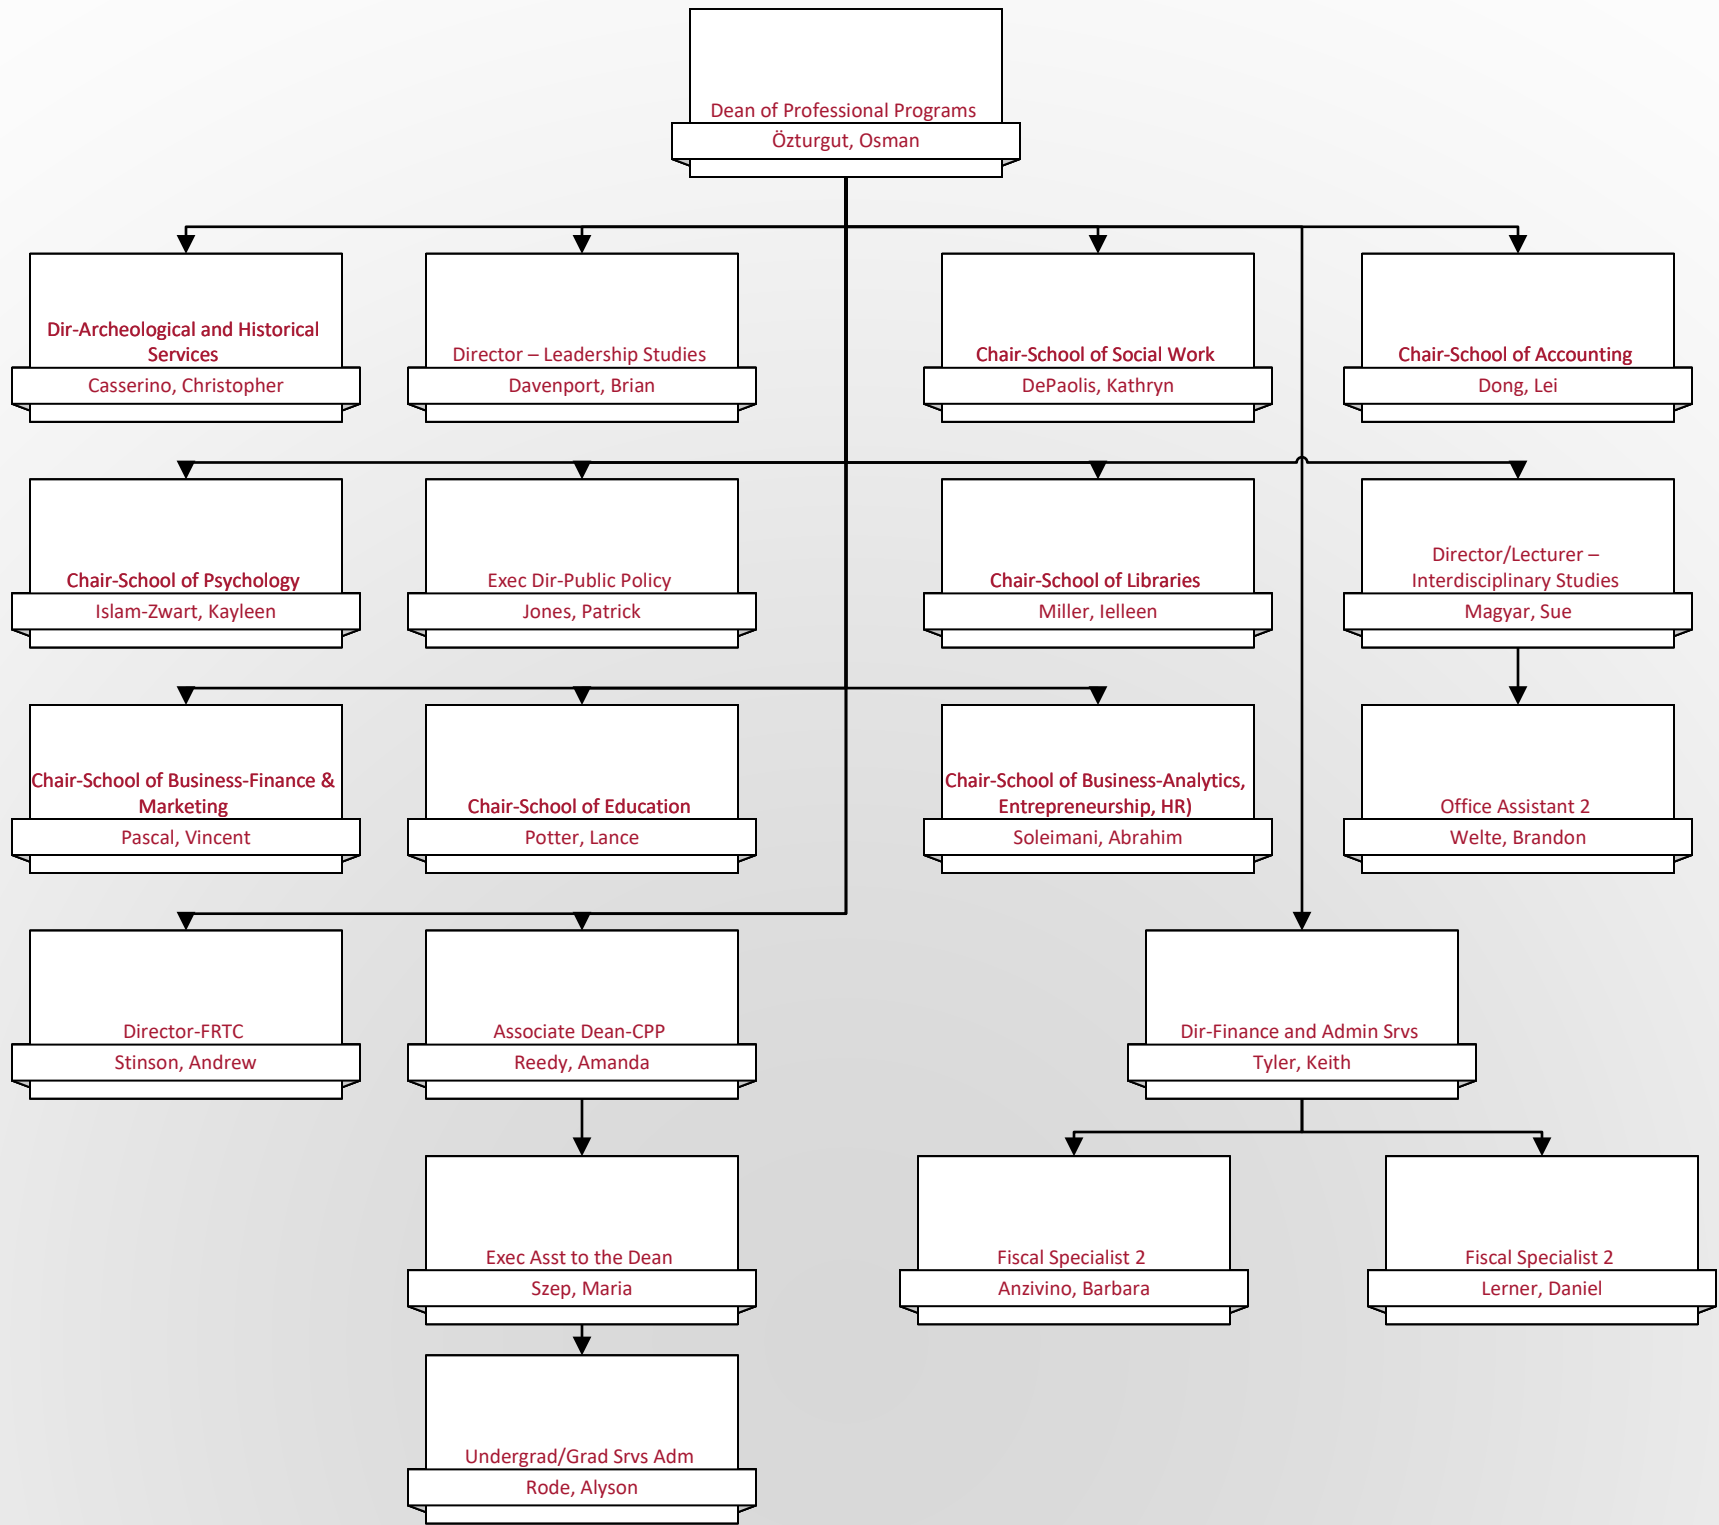 Dean of Professional Programs
Özturgut, Osman
Dir-Archeological and Historical
Services
Casserino, Christopher
Director – Leadership Studies
Davenport, Brian
Chair-School of Social Work
DePaolis, Kathryn
Chair-School of Accounting
Dong, Lei
Chair-School of Psychology
Islam-Zwart, Kayleen
Exec Dir-Public Policy
Jones, Patrick
Chair-School of Libraries
Miller, Ielleen
Director/Lecturer –
Interdisciplinary Studies
Magyar, Sue
Chair-School of Business-Finance &
Marketing
Pascal, Vincent
Chair-School of Education
Potter, Lance
Chair-School of Business-Analytics,
Entrepreneurship, HR)
Soleimani, Abrahim
Office Assistant 2
Welte, Brandon
Director-FRTC
Stinson, Andrew
Associate Dean-CPP
Reedy, Amanda
Dir-Finance and Admin Srvs
Tyler, Keith
Exec Asst to the Dean
Szep, Maria
Fiscal Specialist 2
Anzivino, Barbara
Fiscal Specialist 2
Lerner, Daniel
Undergrad/Grad Srvs Adm
Rode, Alyson